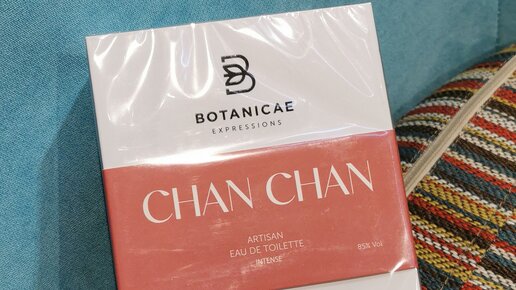 B
BOTANICAE
EXPRESSIONS
CHAN CHAN
ARTISAN
EAU DE TOILETTE
INTENSE
85% Vol